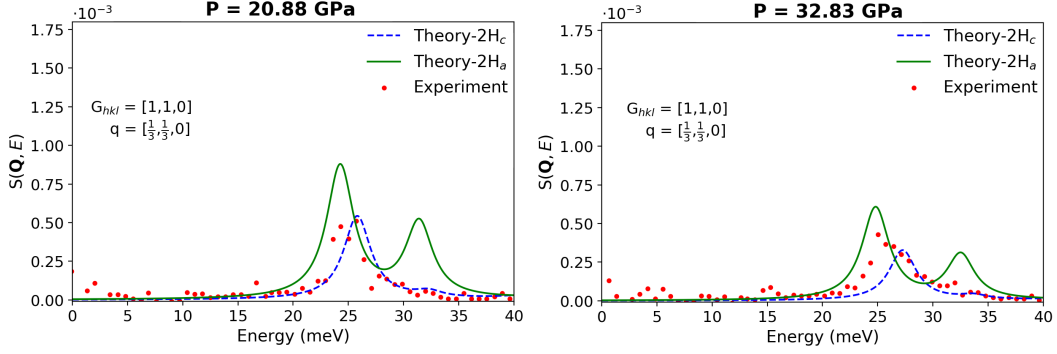 P = 20.88 GPa
·10⁻³
Theory-2H_c
Theory-2H_a
Experiment
G_hkl = [1,1,0]
q = [1/3,1/3,0]
S(Q, E)
1.75
1.50
1.25
1.00
0.75
0.50
0.25
0.00
0 5 10 15 20 25 30 35 40
Energy (meV)
P = 32.83 GPa
·10⁻³
Theory-2H_c
Theory-2H_a
Experiment
G_hkl = [1,1,0]
q = [1/3,1/3,0]
S(Q, E)
1.75
1.50
1.25
1.00
0.75
0.50
0.25
0.00
0 5 10 15 20 25 30 35 40
Energy (meV)